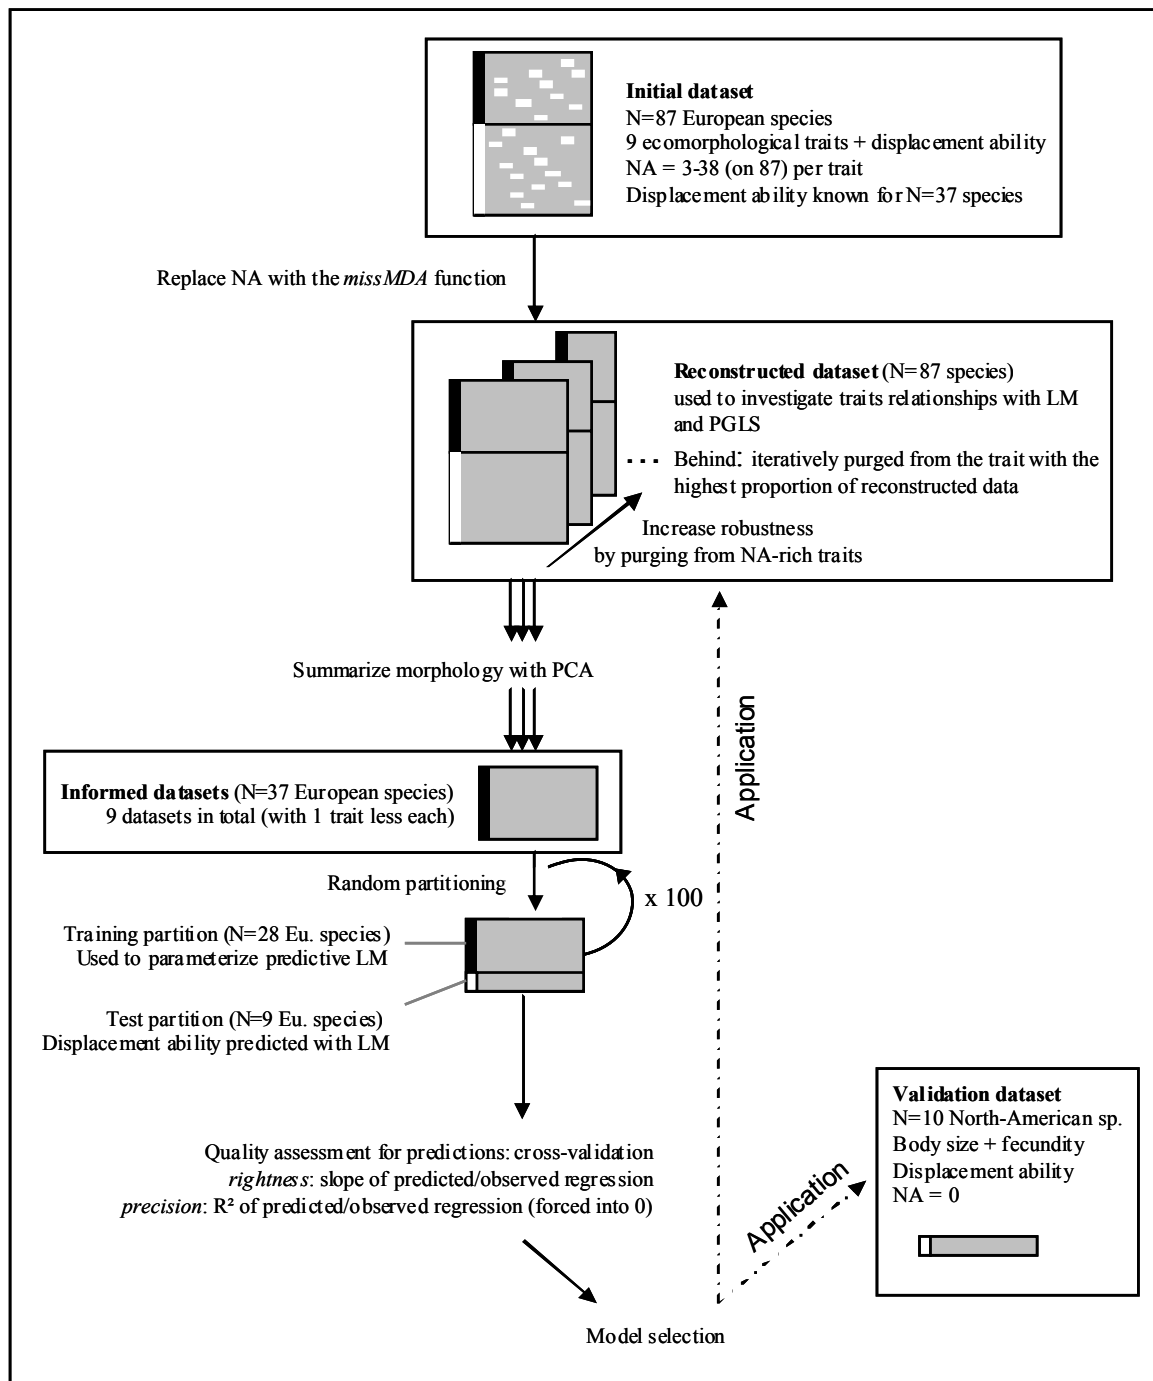 Initial dataset
N=87 European species
9 ecomorphological traits + displacement ability
NA = 3-38 (on 87) per trait
Displacement ability known for N=37 species
Replace NA with the missMDA function
Reconstructed dataset (N=87 species)
used to investigate traits relationships with LM
and PGLS
Behind: iteratively purged from the trait with the
highest proportion of reconstructed data
Increase robustness
by purging from NA-rich traits
Summarize morphology with PCA
Informed datasets (N=37 European species)
9 datasets in total (with 1 trait less each)
Random partitioning
x 100
Training partition (N=28 Eu. species)
Used to parameterize predictive LM
Test partition (N=9 Eu. species)
Displacement ability predicted with LM
Application
Quality assessment for predictions: cross-validation
rightness: slope of predicted/observed regression
precision: R² of predicted/observed regression (forced into 0)
Application
Validation dataset
N=10 North-American sp.
Body size + fecundity
Displacement ability
NA = 0
Model selection